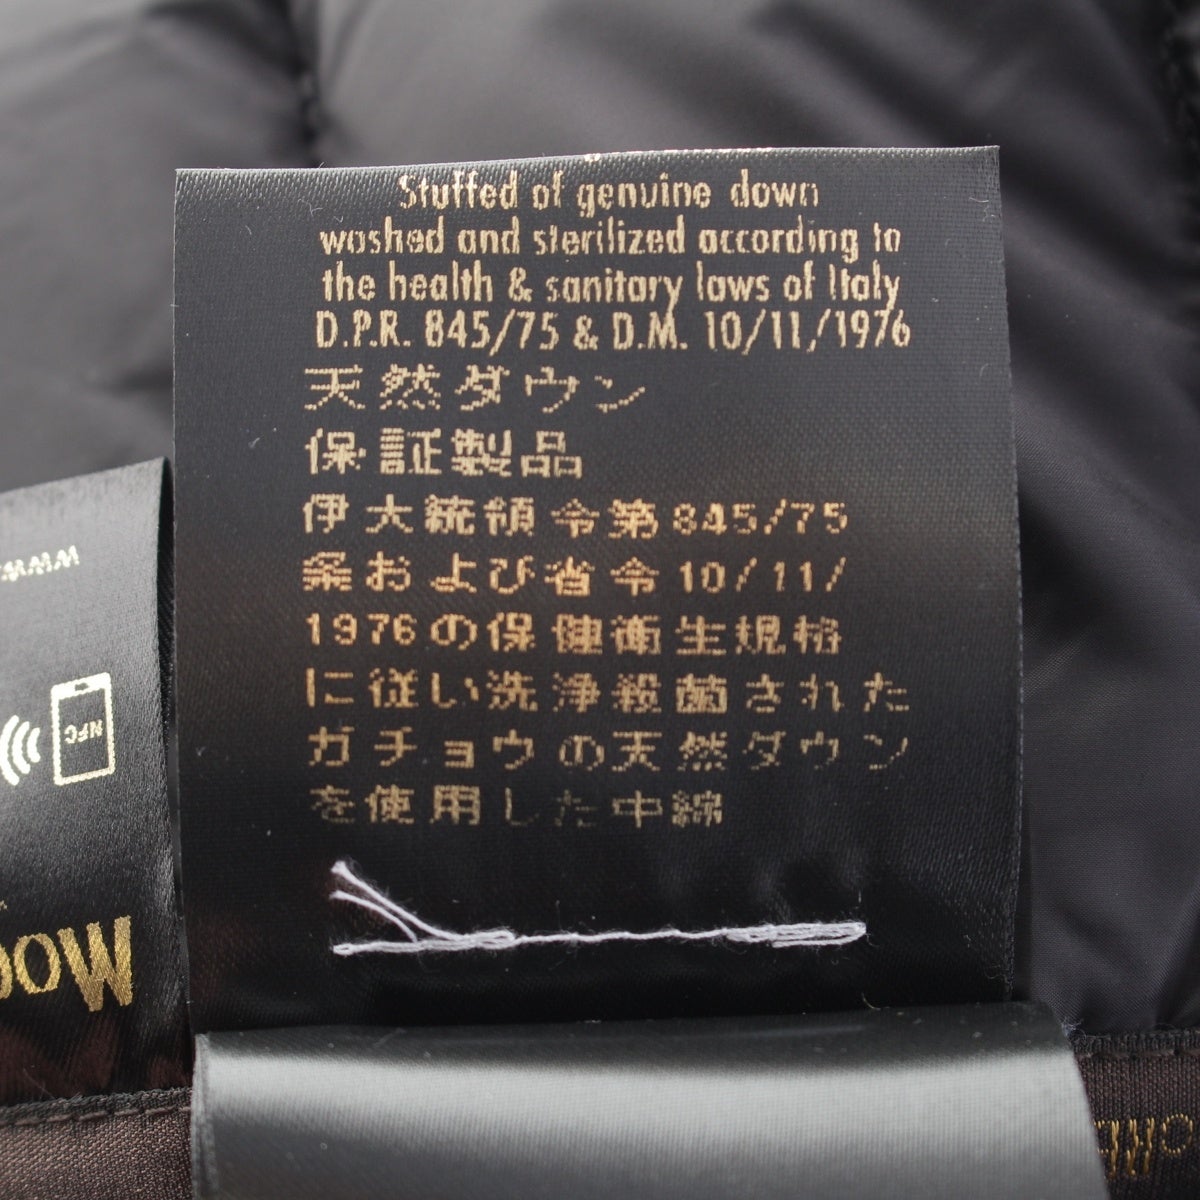 Stuffed of genuine down
washed and sterilized according to
the health & sanitary laws of Italy
D.P.R. 845/75 & D.M. 10/11/1976
天然ダウン
保証製品
伊大統領令第845/75
条および省令10/11/
1976の保健衛生規格
に従い洗浄殺菌された
ガチョウの天然ダウン
を使用した中綿
NFC